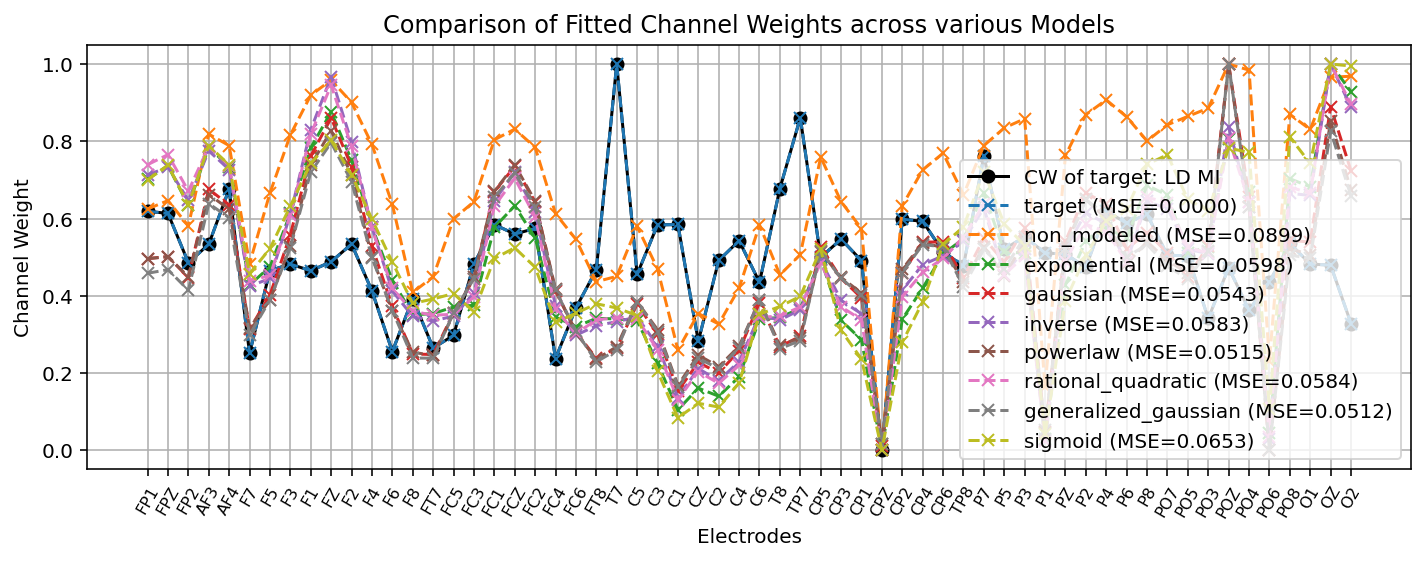 Comparison of Fitted Channel Weights across various Models
Channel Weight
1.0
0.8
0.6
0.4
0.2
0.0
CW of target: LD MI
target (MSE=0.0000)
non_modeled (MSE=0.0899)
exponential (MSE=0.0598)
gaussian (MSE=0.0543)
inverse (MSE=0.0583)
powerlaw (MSE=0.0515)
rational_quadratic (MSE=0.0584)
generalized_gaussian (MSE=0.0512)
sigmoid (MSE=0.0653)
FP1 FPZ FP2 AF3 AF4 F7 F5 F3 F1 FZ F2 F4 F6 F8 FT7 FC5 FC3 FC1 FCZ FC2 FC4 FC6 FT8 T7 C5 C3 C1 CZ C2 C4 C6 T8 TP7 CP5 CP3 CP1 CPZ CP2 CP4 CP6 TP8 P7 P5 P3 P1 PZ P2 P4 P6 P8 PO7 PO5 PO3 POZ PO4 PO6 PO8 O1 OZ O2
Electrodes